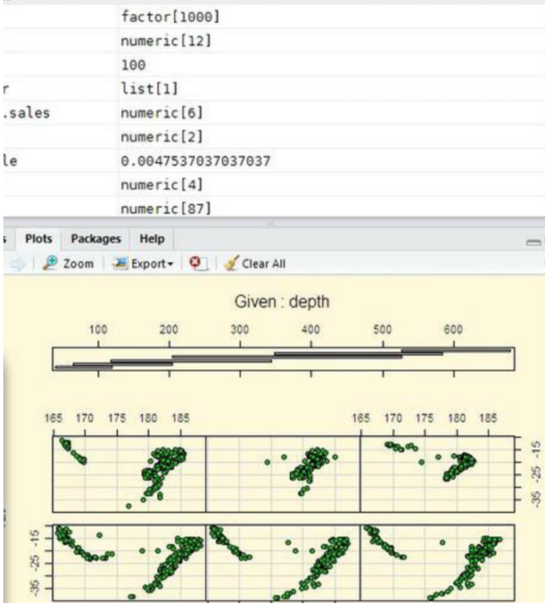 factor[1000]
numeric[12]
100
r list[1]
.sales numeric[6]
numeric[2]
le 0.0047537037037037
numeric[4]
numeric[87]
s Plots Packages Help
Zoom Export Clear All
Given : depth
100 200 300 400 500 600
165 170 175 180 185 165 170 175 180 185
-15
-25
-35
-15
-25
-35